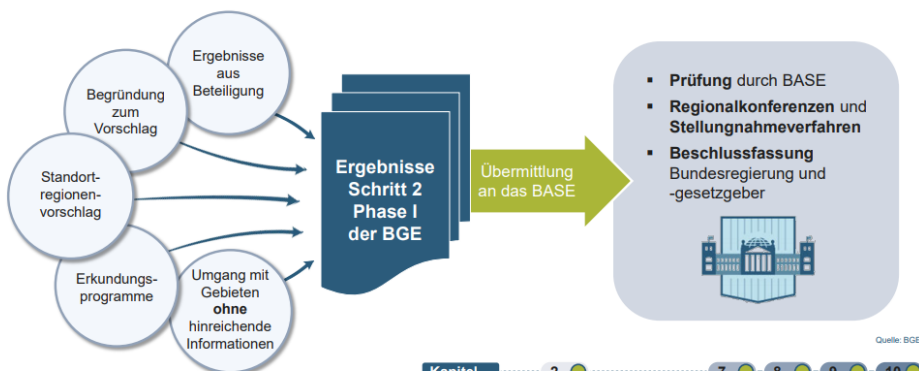 Ergebnisse
aus
Beteiligung
Begründung
zum
Vorschlag
Standort-
regionen-
vorschlag
Erkundungs-
programme
Umgang mit
Gebieten
ohne
hinreichende
Informationen
Ergebnisse
Schritt 2
Phase I
der BGE
Übermittlung
an das BASE
▪ Prüfung durch BASE
▪ Regionalkonferenzen und
Stellungnahmeverfahren
▪ Beschlussfassung
Bundesregierung und
-gesetzgeber
Quelle: BGE
Kapitel 2 7 8 9 10